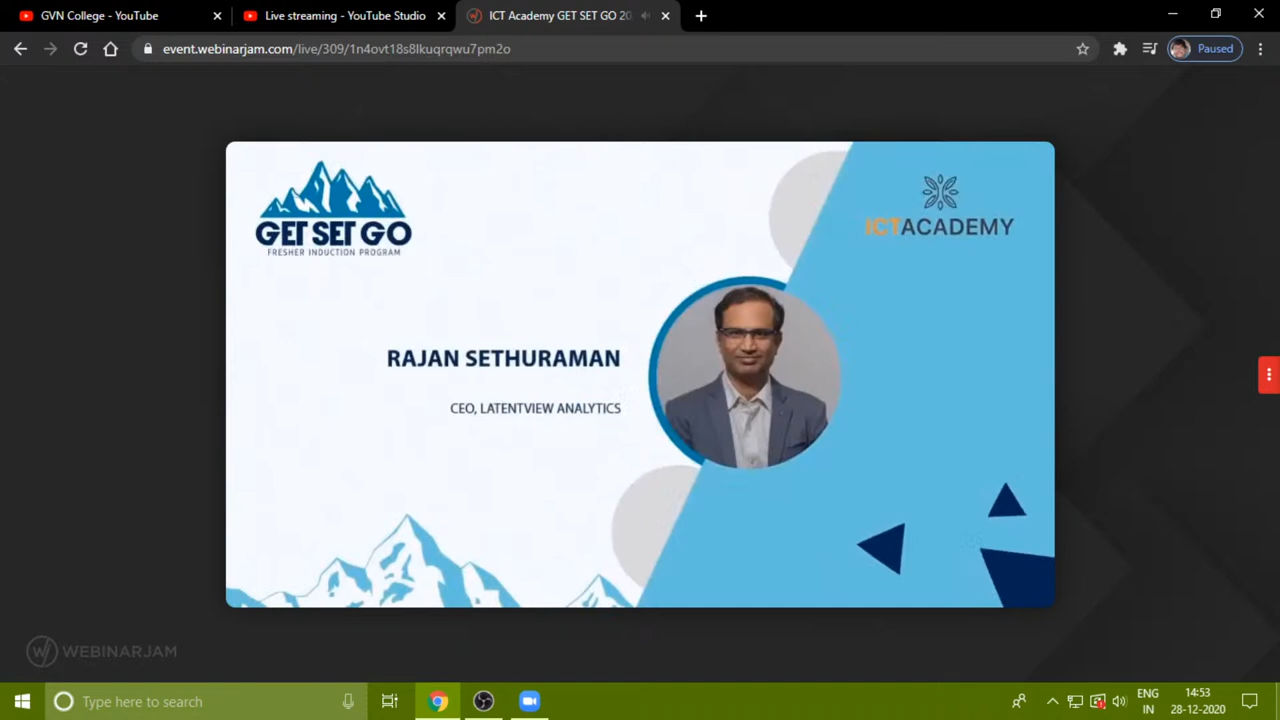 GVN College - YouTube
Live streaming - YouTube Studio
ICT Academy GET SET GO 20
event.webinarjam.com/live/309/1n4ovt18s8lkuqrqwu7pm2o
Paused
GET SET GO
FRESHER INDUCTION PROGRAM
ICTACADEMY
RAJAN SETHURAMAN
CEO, LATENTVIEW ANALYTICS
WEBINARJAM
Type here to search
ENG
IN
14:53
28-12-2020